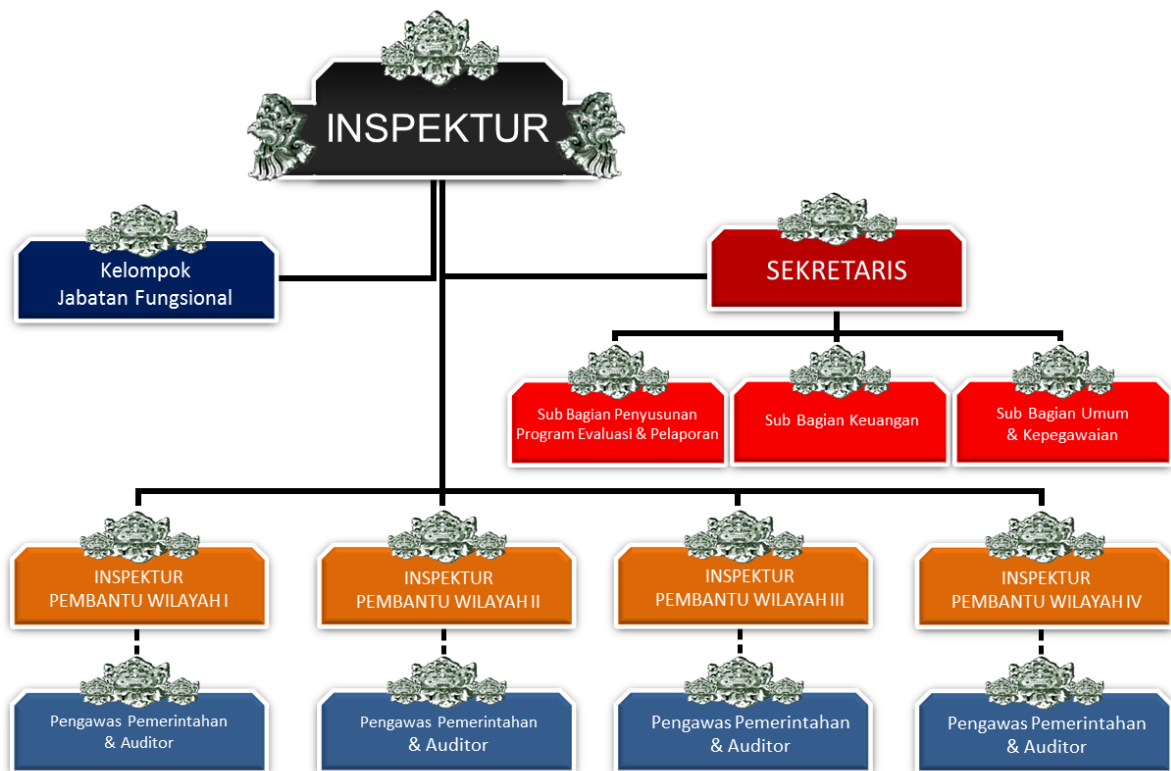 INSPEKTUR
Kelompok
Jabatan Fungsional
SEKRETARIS
Sub Bagian Penyusunan
Program Evaluasi & Pelaporan
Sub Bagian Keuangan
Sub Bagian Umum
& Kepegawaian
INSPEKTUR
PEMBANTU WILAYAH I
INSPEKTUR
PEMBANTU WILAYAH II
INSPEKTUR
PEMBANTU WILAYAH III
INSPEKTUR
PEMBANTU WILAYAH IV
Pengawas Pemerintahan
& Auditor
Pengawas Pemerintahan
& Auditor
Pengawas Pemerintahan
& Auditor
Pengawas Pemerintahan
& Auditor